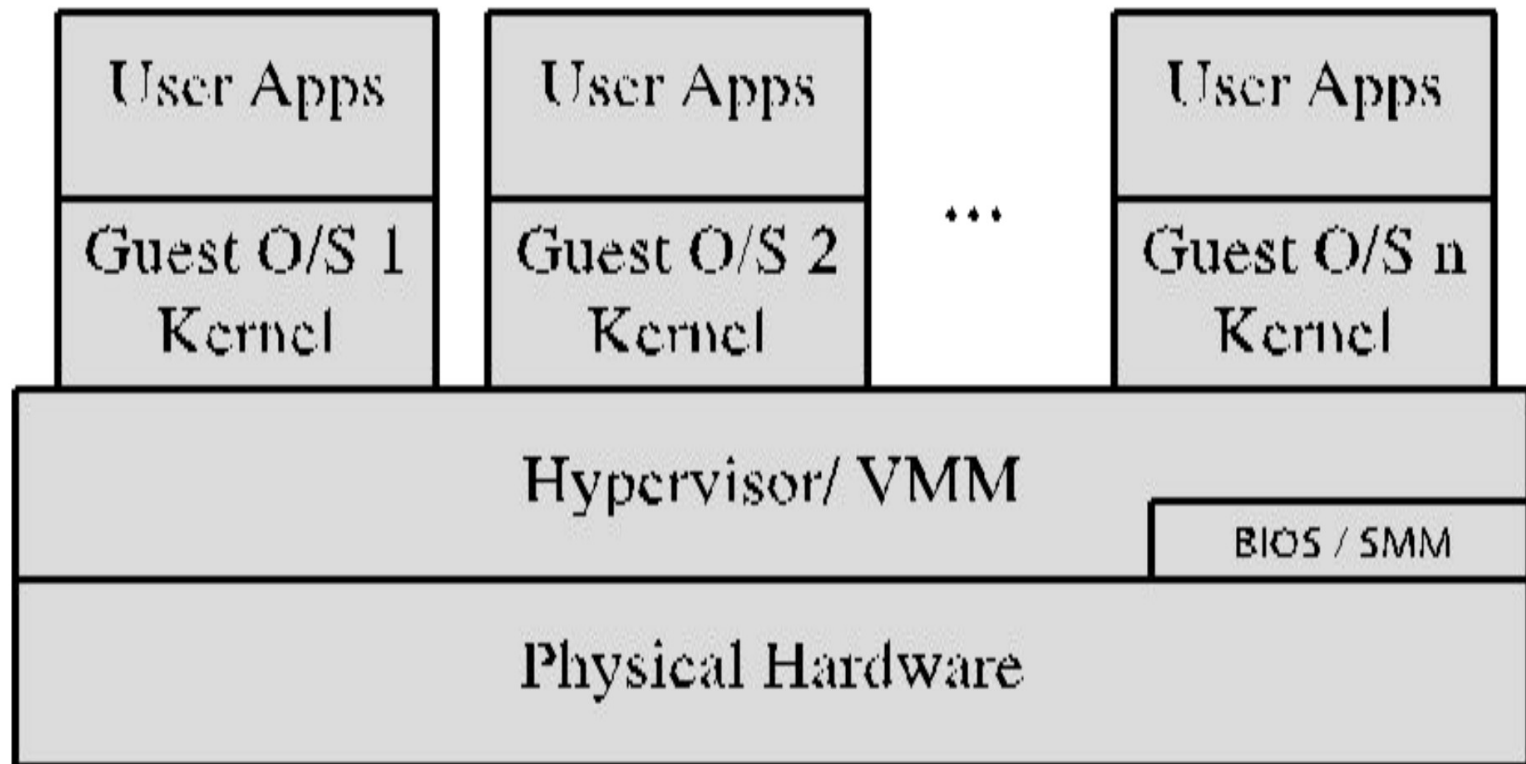 User Apps
User Apps
User Apps
Guest O/S 1
Kernel
Guest O/S 2
Kernel
...
Guest O/S n
Kernel
Hypervisor/ VMM
BIOS / SMM
Physical Hardware